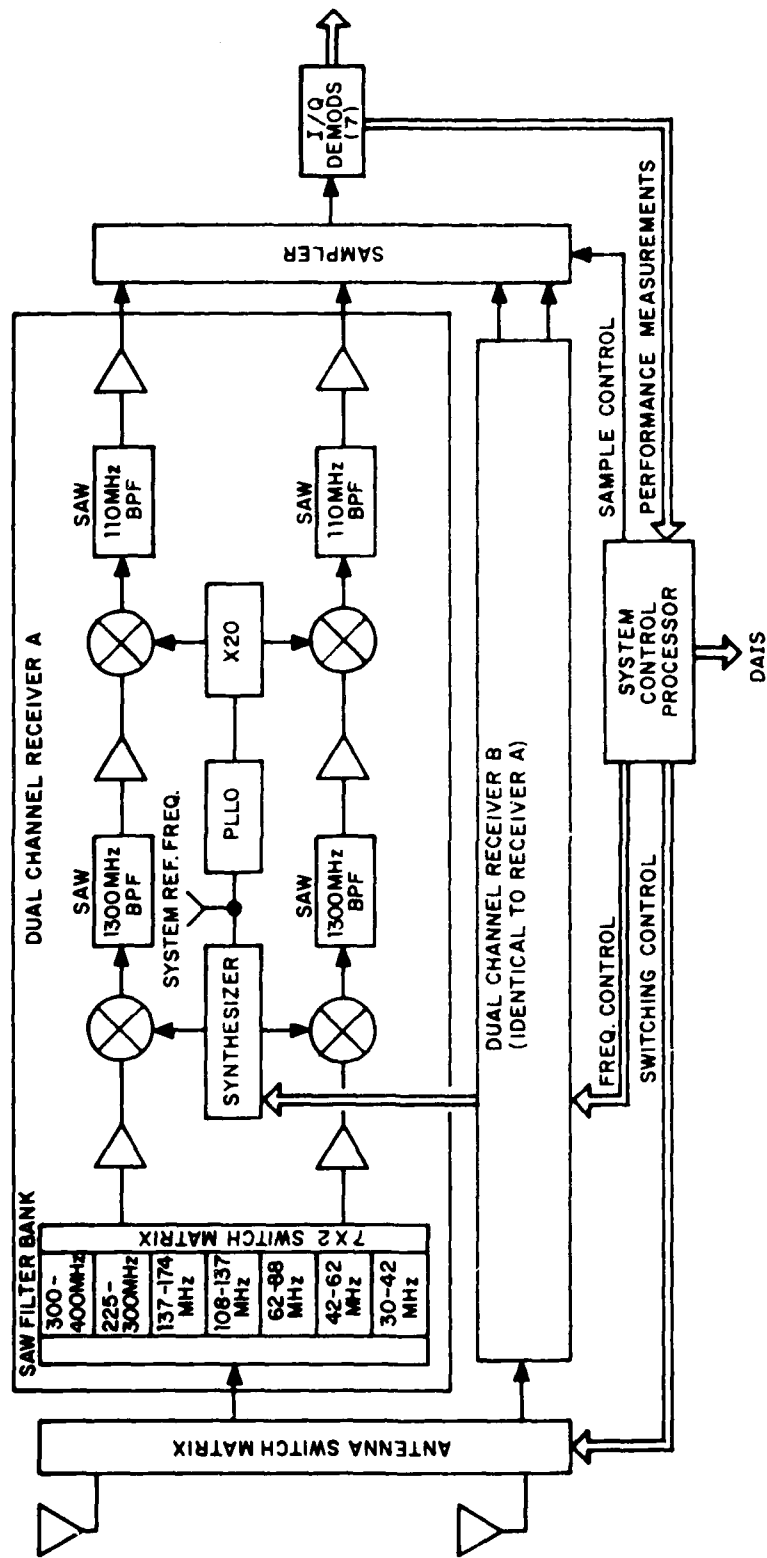 DUAL CHANNEL RECEIVER A
SAW FILTER BANK
300-
400MHz
225-
300MHz
137-174
MHz
108-137
MHz
62-88
MHz
42-62
MHz
30-42
MHz
7 X 2 SWITCH MATRIX
ANTENNA SWITCH MATRIX
SAW
1300MHz
BPF
SAW
110MHz
BPF
SYSTEM REF. FREQ.
SYNTHESIZER
PLLO
X20
SAW
1300MHz
BPF
SAW
110MHz
BPF
SAMPLER
I/Q
DEMODS
(7)
DUAL CHANNEL RECEIVER B
(IDENTICAL TO RECEIVER A)
FREQ. CONTROL
SWITCHING CONTROL
SAMPLE CONTROL
PERFORMANCE MEASUREMENTS
SYSTEM
CONTROL
PROCESSOR
DAIS